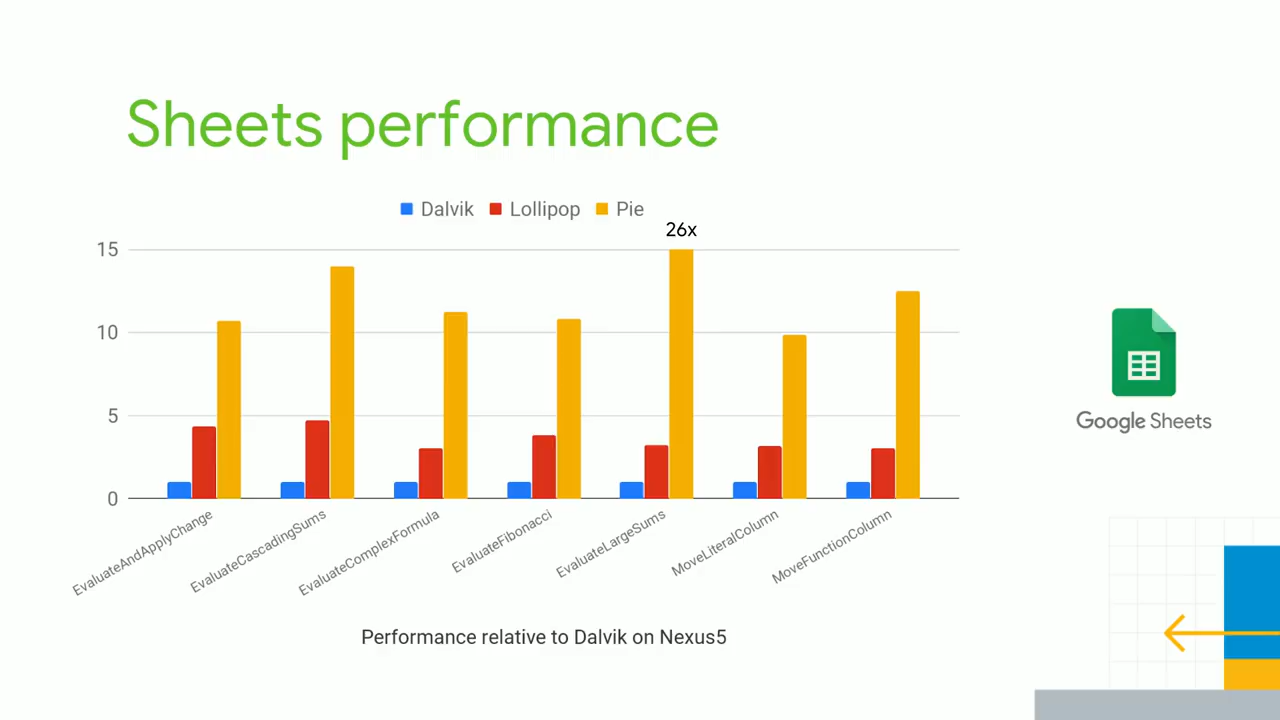 Sheets performance
Dalvik Lollipop Pie
26x
15
10
5
0
EvaluateAndApplyChange
EvaluateCascadingSums
EvaluateComplexFormula
EvaluateFibonacci
EvaluateLargeSums
MoveLiteralColumn
MoveFunctionColumn
Performance relative to Dalvik on Nexus5
Google Sheets